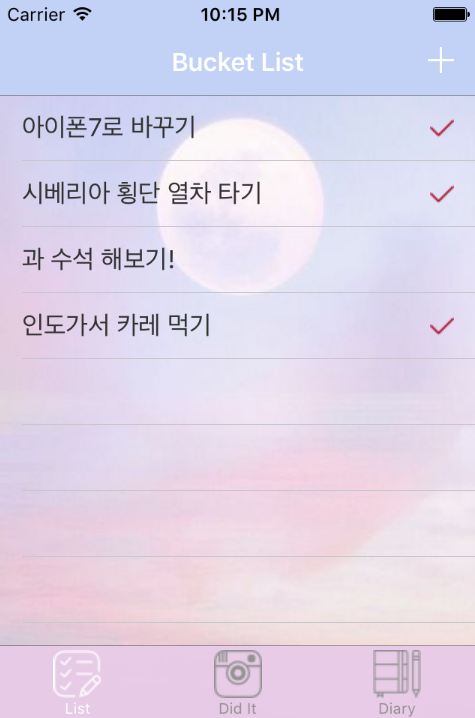 Carrier 10:15 PM
Bucket List
아이폰7로 바꾸기
시베리아 횡단 열차 타기
과 수석 해보기!
인도가서 카레 먹기
List Did It Diary